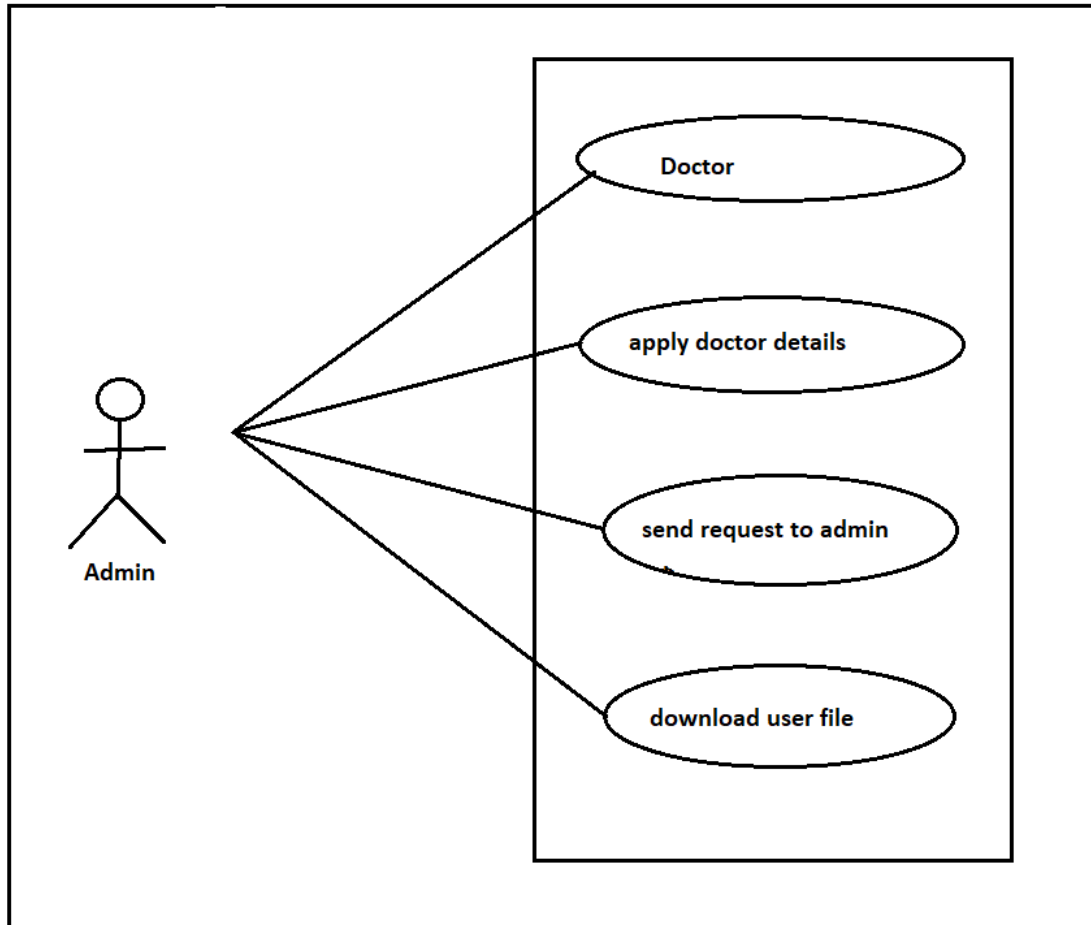 Doctor
apply doctor details
send request to admin
Admin
download user file